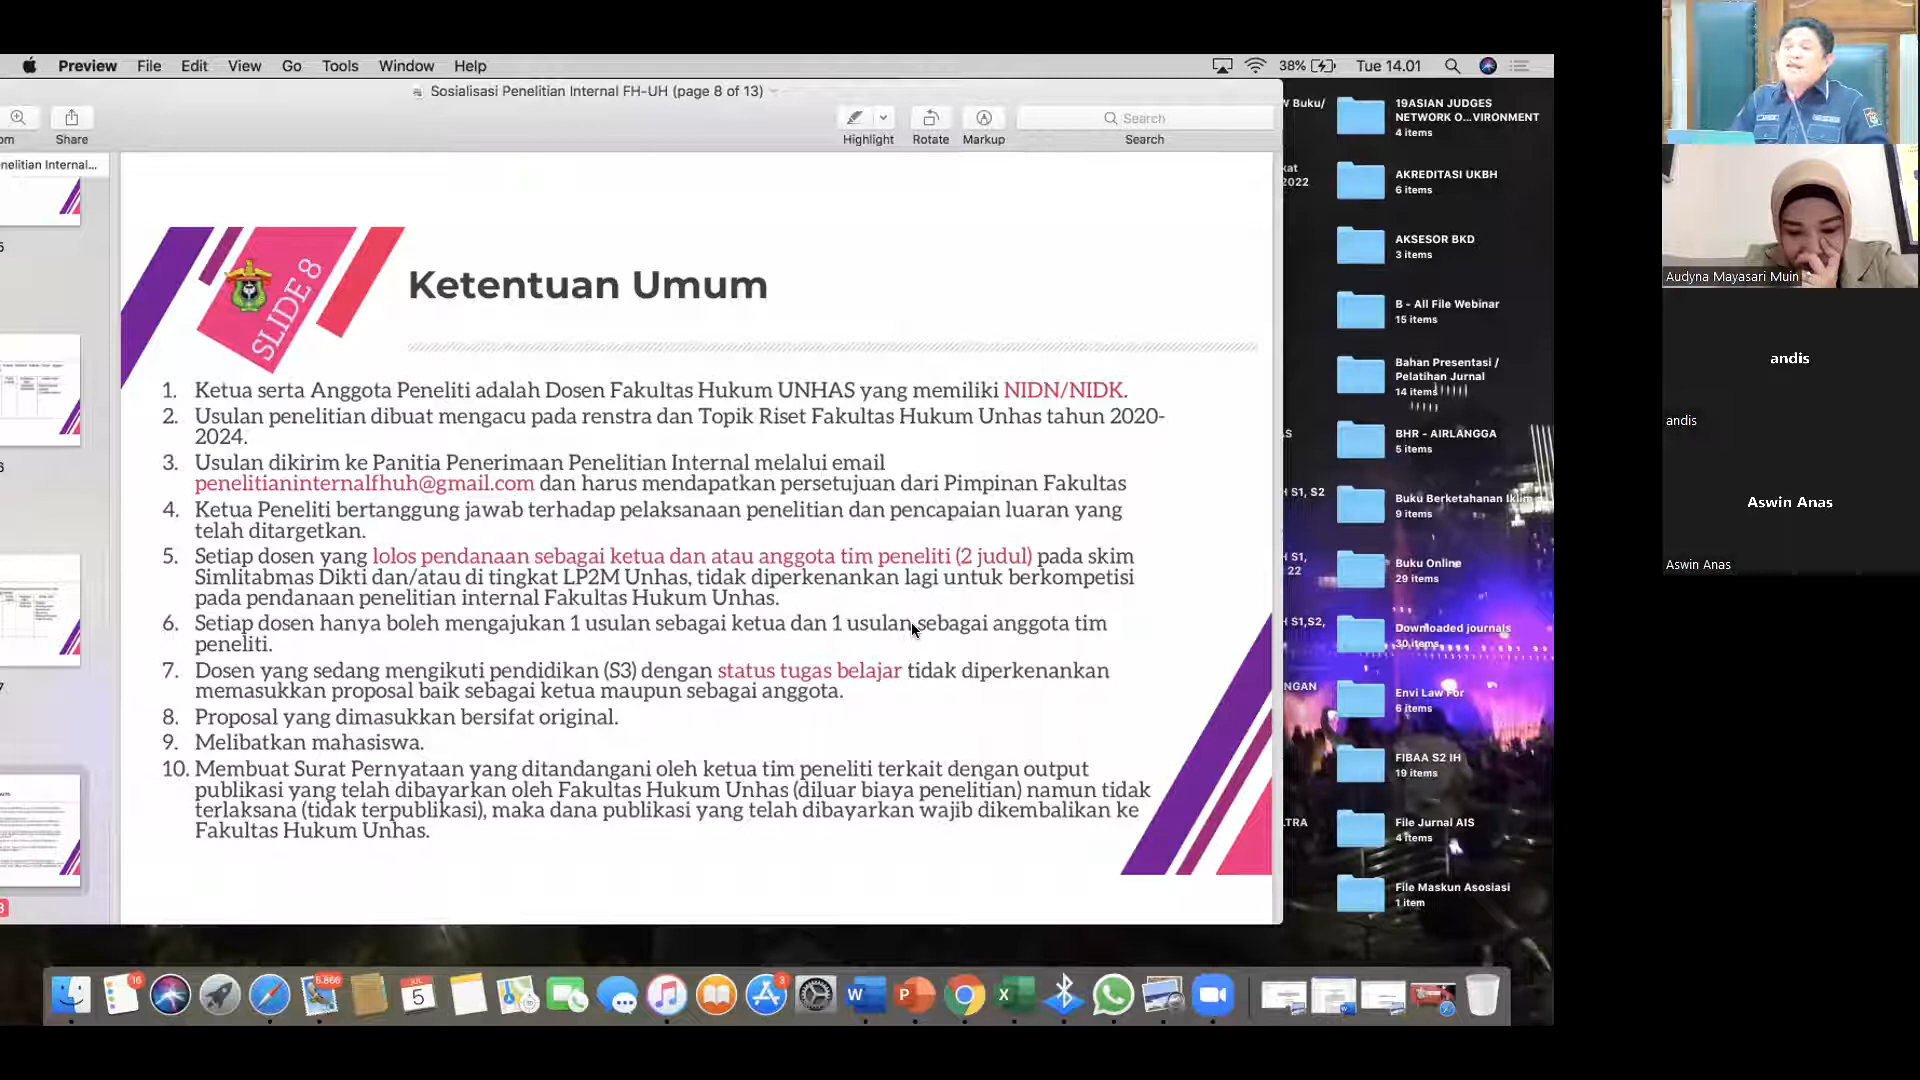 Preview File Edit View Go Tools Window Help
38%
Tue 14.01
Sosialisasi Penelitian Internal FH-UH (page 8 of 13)
Share
Highlight
Rotate
Markup
Search
Search
SLIDE 8
Ketentuan Umum
1. Ketua serta Anggota Peneliti adalah Dosen Fakultas Hukum UNHAS yang memiliki NIDN/NIDK.
2. Usulan penelitian dibuat mengacu pada renstra dan Topik Riset Fakultas Hukum Unhas tahun 2020-
2024.
3. Usulan dikirim ke Panitia Penerimaan Penelitian Internal melalui email
penelitianinternalfhuh@gmail.com dan harus mendapatkan persetujuan dari Pimpinan Fakultas
4. Ketua Peneliti bertanggung jawab terhadap pelaksanaan penelitian dan pencapaian luaran yang
telah ditargetkan.
5. Setiap dosen yang lolos pendanaan sebagai ketua dan atau anggota tim peneliti (2 judul) pada skim
Simlitabmas Dikti dan/atau di tingkat LP2M Unhas, tidak diperkenankan lagi untuk berkompetisi
pada pendanaan penelitian internal Fakultas Hukum Unhas.
6. Setiap dosen hanya boleh mengajukan 1 usulan sebagai ketua dan 1 usulan sebagai anggota tim
peneliti.
7. Dosen yang sedang mengikuti pendidikan (S3) dengan status tugas belajar tidak diperkenankan
memasukkan proposal baik sebagai ketua maupun sebagai anggota.
8. Proposal yang dimasukkan bersifat original.
9. Melibatkan mahasiswa.
10. Membuat Surat Pernyataan yang ditandangani oleh ketua tim peneliti terkait dengan output
publikasi yang telah dibayarkan oleh Fakultas Hukum Unhas (diluar biaya penelitian) namun tidak
terlaksana (tidak terpublikasi), maka dana publikasi yang telah dibayarkan wajib dikembalikan ke
Fakultas Hukum Unhas.
19ASIAN JUDGES
NETWORK O...VIRONMENT
4 items
AKREDITASI UKBH
6 items
AKSESOR BKD
3 items
B - All File Webinar
15 items
Bahan Presentasi /
Pelatihan Jurnal
14 items
BHR - AIRLANGGA
5 items
Buku Berketahanan Iklim
9 items
Buku Online
29 items
Downloaded journals
30 items
Envi Law For
6 items
FIBAA S2 IH
19 items
File Jurnal AIS
4 items
File Maskun Asosiasi
1 item
Audyna Mayasari Muin
andis
andis
Aswin Anas
Aswin Anas
16
6.866
JUL
5
3